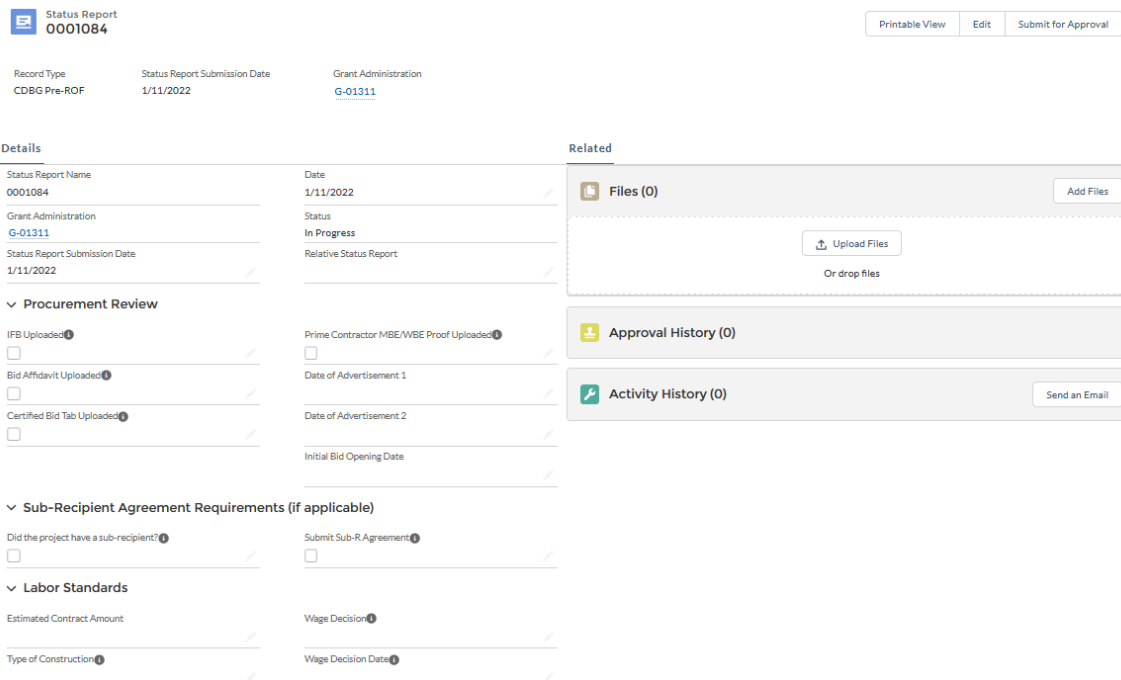 Status Report
0001084
Printable View
Edit
Submit for Approval
Record Type
Status Report Submission Date
Grant Administration
CDBG Pre-ROF
1/11/2022
G-01311
Details
Related
Status Report Name
Date
0001084
1/11/2022
Grant Administration
Status
G-01311
In Progress
Status Report Submission Date
Relative Status Report
1/11/2022
Procurement Review
IFB Uploaded
Prime Contractor MBE/WBE Proof Uploaded
Bid Affidavit Uploaded
Date of Advertisement 1
Certified Bid Tab Uploaded
Date of Advertisement 2
Initial Bid Opening Date
Sub-Recipient Agreement Requirements (if applicable)
Did the project have a sub-recipient?
Submit Sub-R Agreement
Labor Standards
Estimated Contract Amount
Wage Decision
Type of Construction
Wage Decision Date
Files (0)
Add Files
Upload Files
Or drop files
Approval History (0)
Activity History (0)
Send an Email